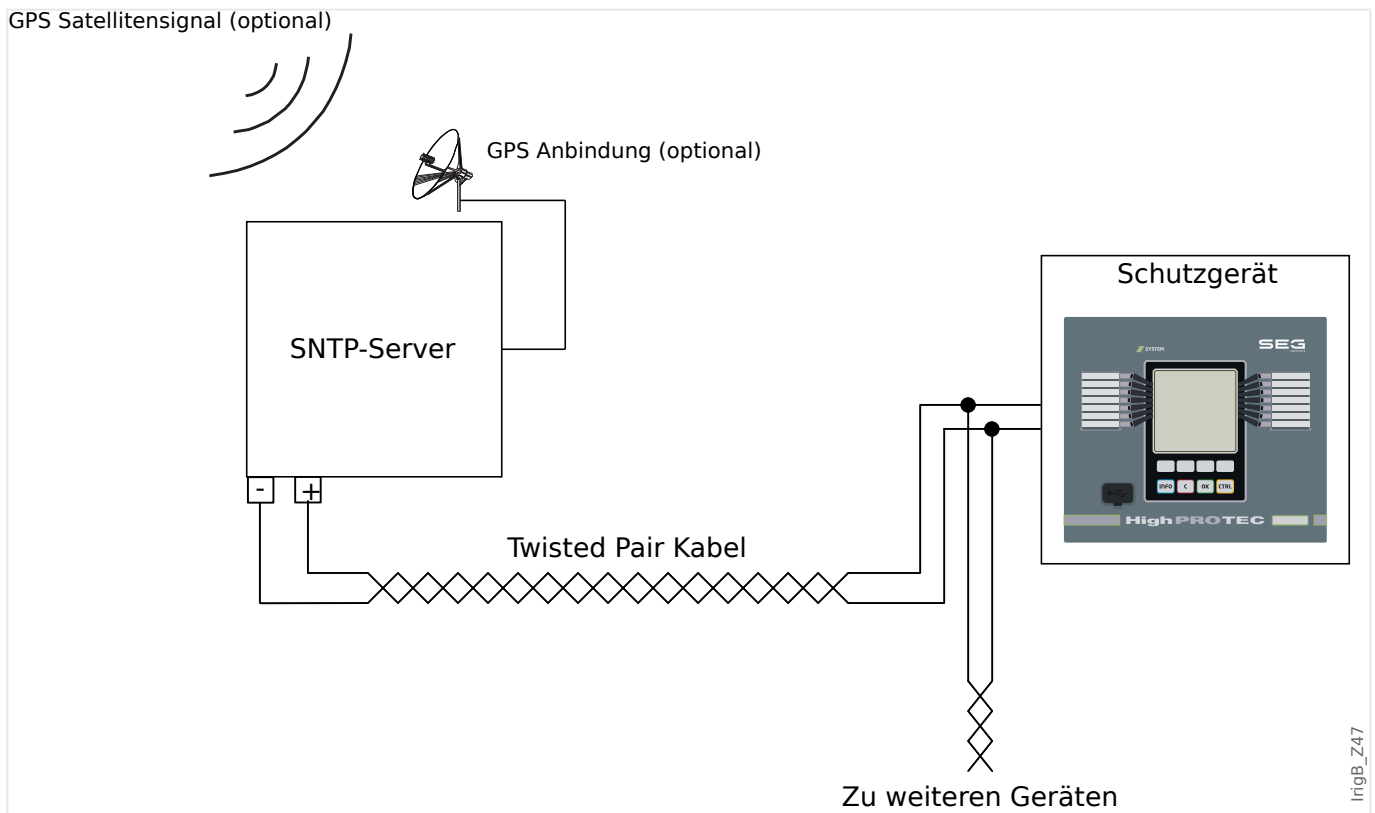 GPS Satellitensignal (optional)
GPS Anbindung (optional)
SNTP-Server
- +
Schutzgerät
SYSTEM
SEG
INFO C OK CTRL
HighPROTEC
Twisted Pair Kabel
Zu weiteren Geräten
IrigB_Z47